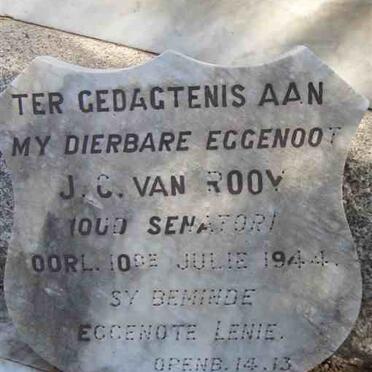 TER GEDAGTENIS AAN
MY DIERBARE EGGENOOT
J. C. VAN ROOY
(OUD SENATOR)
OORL. 10DE JULIE 1944.
SY BEMINDE
EGGENOTE LENIE.
OPENB. 14.13